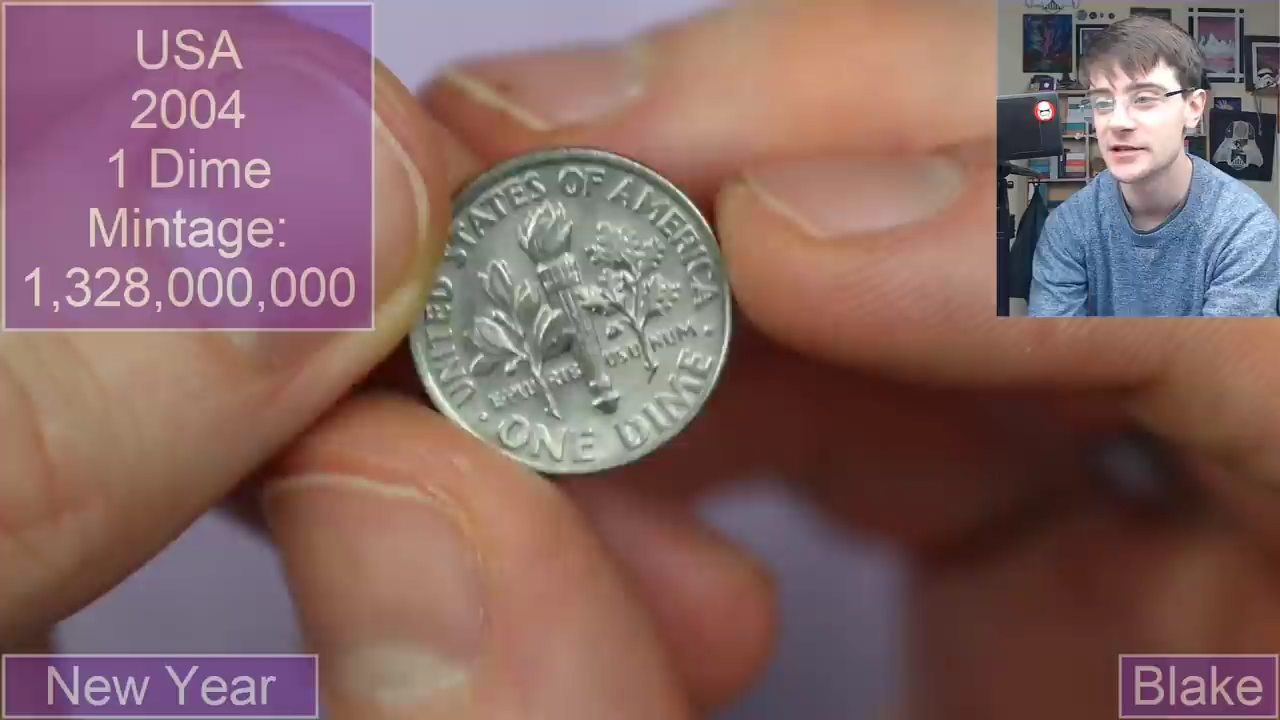 USA
2004
1 Dime
Mintage:
1,328,000,000
UNITED STATES OF AMERICA
E PLURIBUS UNUM
· ONE DIME ·
New Year
Blake